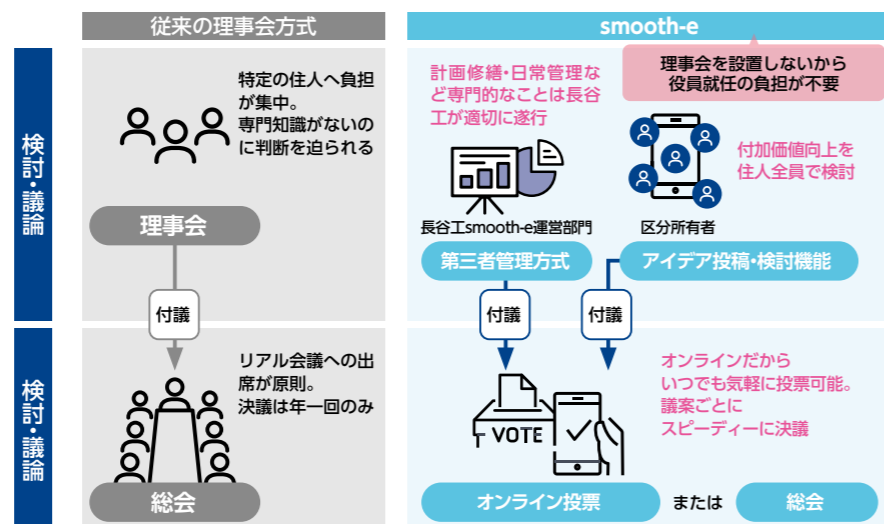 従来の理事会方式
smooth-e
検討・議論
特定の住人へ負担
が集中。
専門知識がないの
に判断を迫られる
理事会
付議
計画修繕・日常管理な
ど専門的なことは長谷
工が適切に遂行
理事会を設置しないから
役員就任の負担が不要
付加価値向上を
住人全員で検討
長谷工smooth-e運営部門
区分所有者
第三者管理方式
アイデア投稿・検討機能
付議
付議
検討・議論
リアル会議への出
席が原則。
決議は年一回のみ
総会
VOTE
オンラインだから
いつでも気軽に投票可能。
議案ごとに
スピーディーに決議
オンライン投票
または
総会